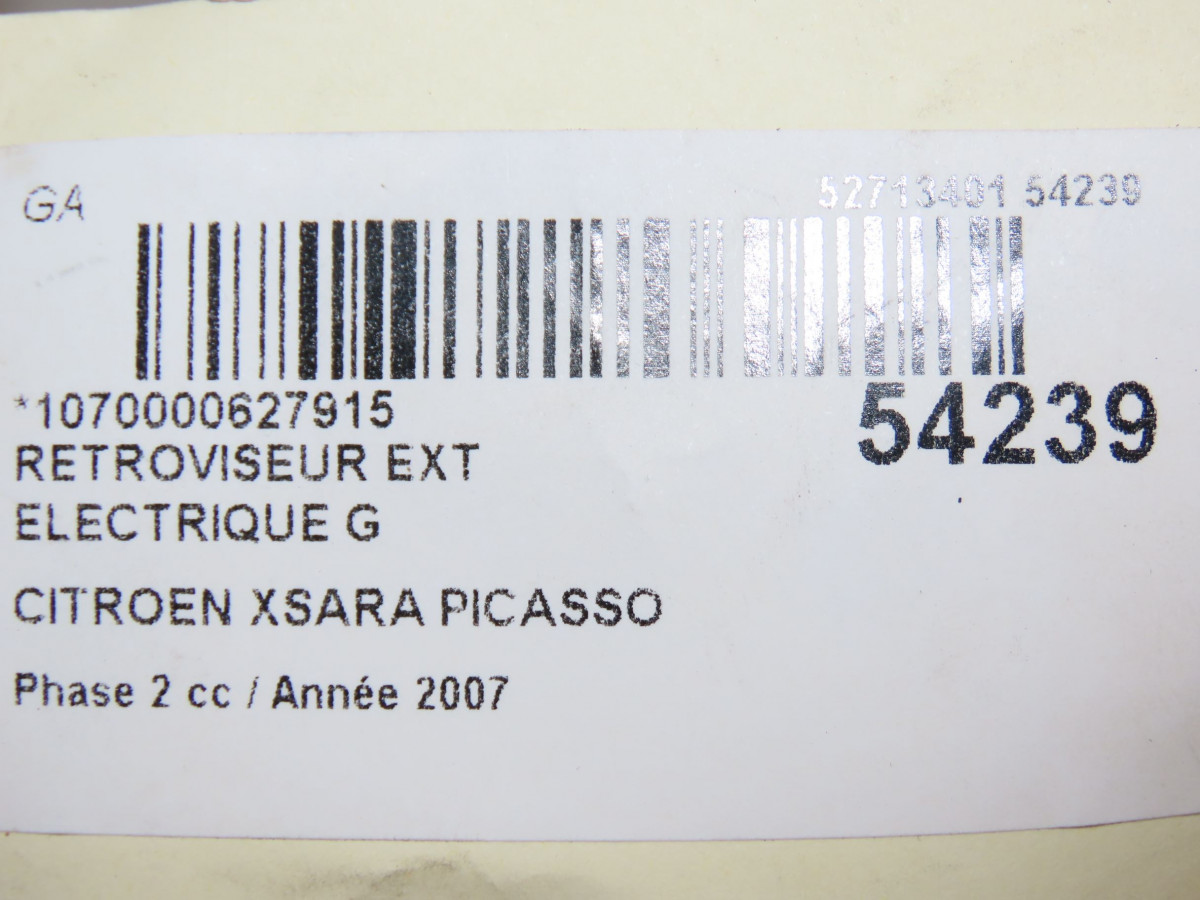 GA
52713401 54239
*1070000627915
54239
RETROVISEUR EXT
ELECTRIQUE G
CITROEN XSARA PICASSO
Phase 2 cc / Année 2007